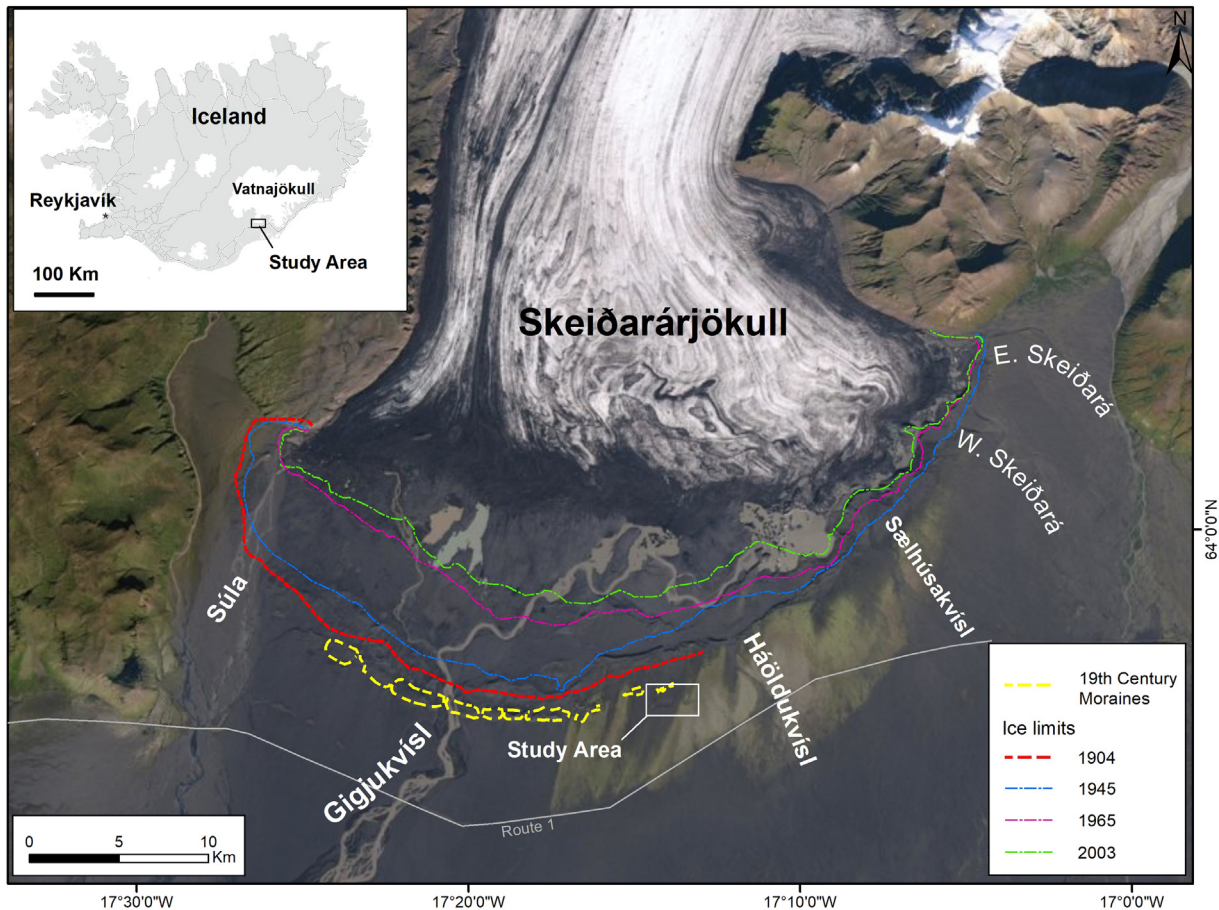 Iceland
Vatnajökull
Reykjavík
Study Area
100 Km
N
Skeiðarárjökull
E. Skeiðará
W. Skeiðará
64°0'0"N
Sælhúsakvísl
Súla
Háöldukvísl
Study Area
Gigjukvísl
Route 1
19th Century
Moraines
Ice limits
1904
1945
1965
2003
0 5 10
Km
17°30'0"W 17°20'0"W 17°10'0"W 17°0'0"W